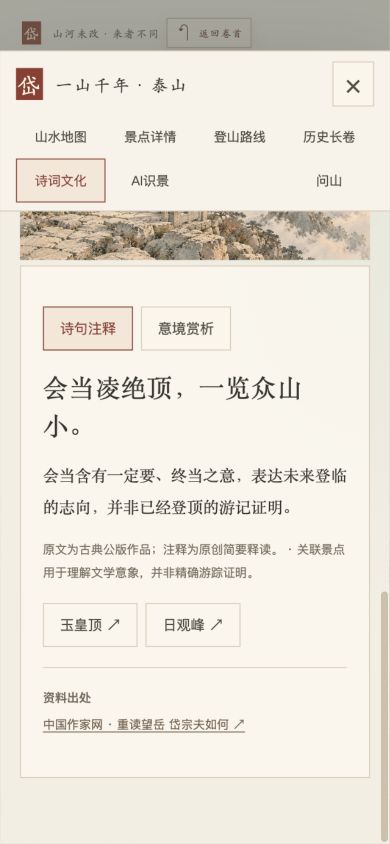 岱 山河未改 · 来者不同 返回卷首
岱 一山千年 · 泰山 ×
山水地图 景点详情 登山路线 历史长卷
诗词文化 AI识景 问山
诗句注释 意境赏析
会当凌绝顶，一览众山
小。
会当含有一定要、终当之意，表达未来登临
的志向，并非已经登顶的游记证明。
原文为古典公版作品；注释为原创简要释读。 · 关联景点
用于理解文学意象，并非精确游踪证明。
玉皇顶 ↗ 日观峰 ↗
资料出处
中国作家网 · 重读望岳 岱宗夫如何 ↗